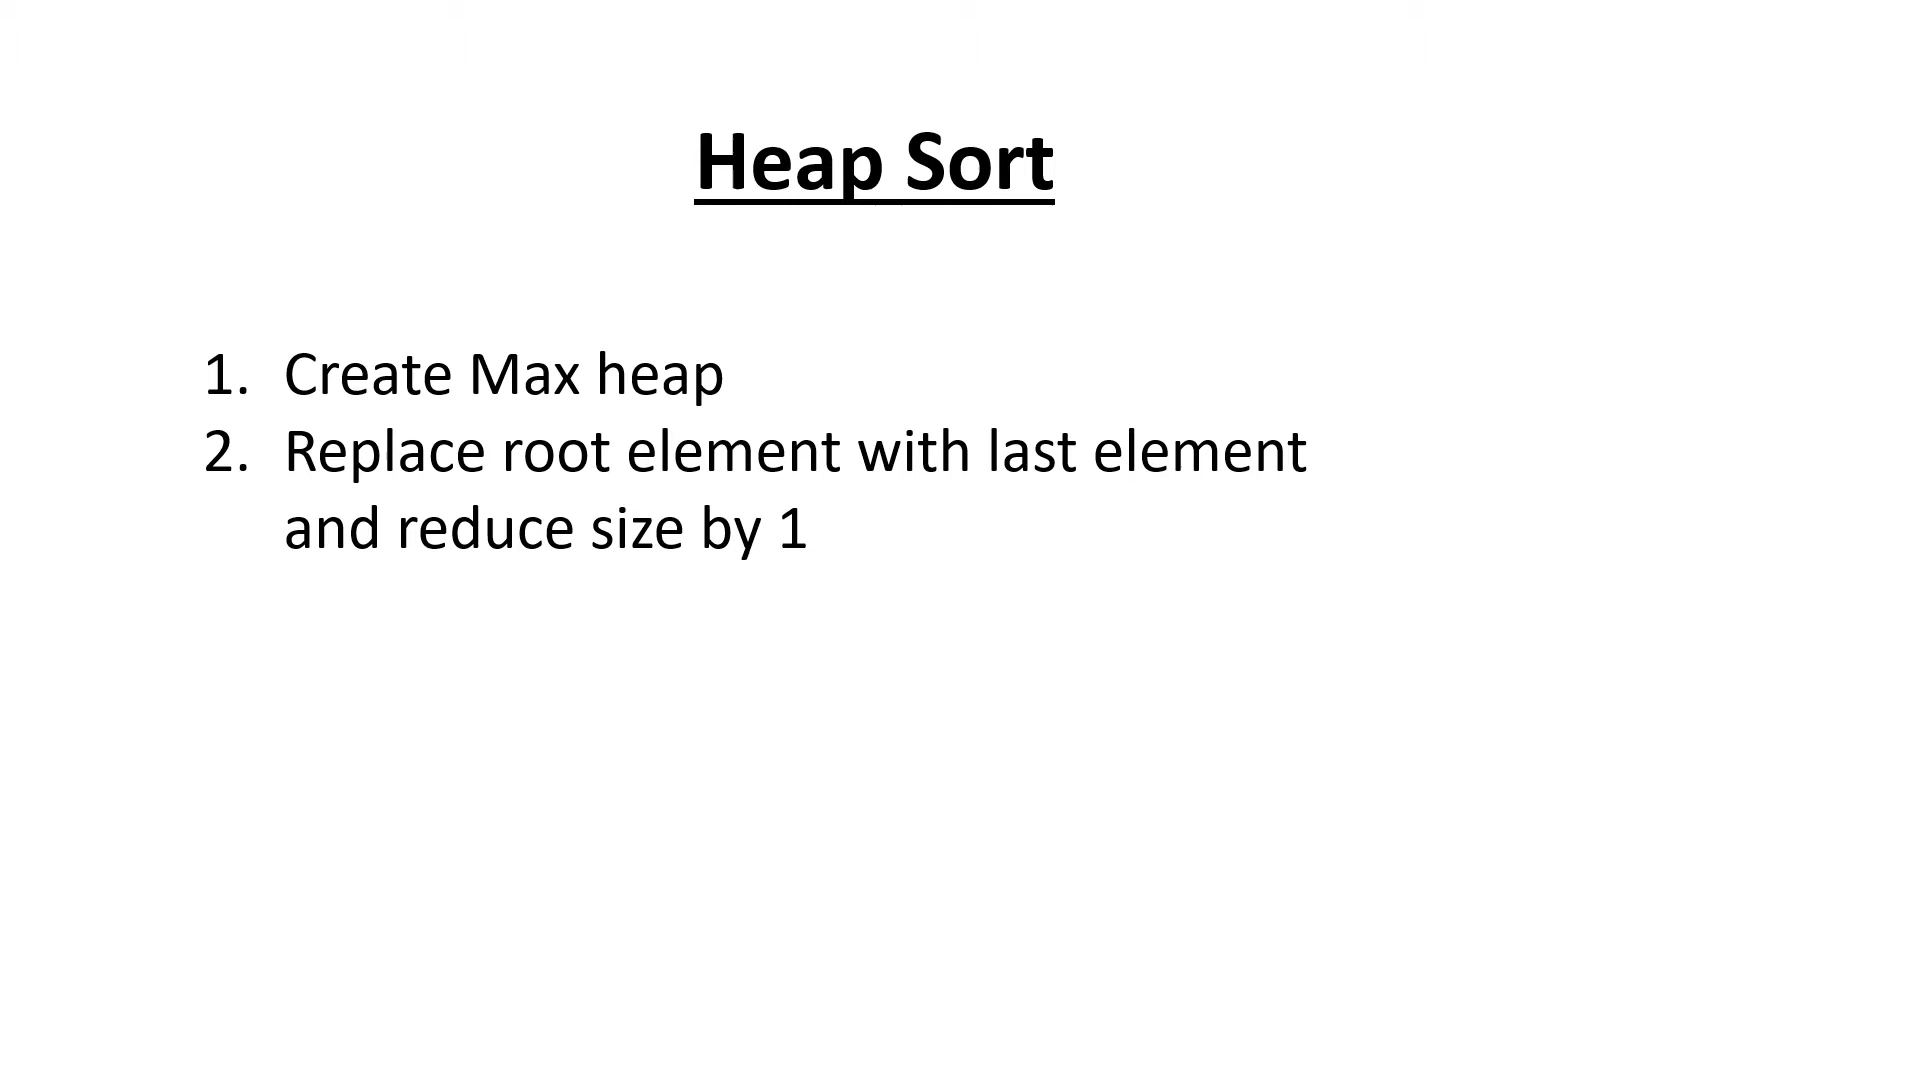 Heap Sort
1. Create Max heap
2. Replace root element with last element
and reduce size by 1